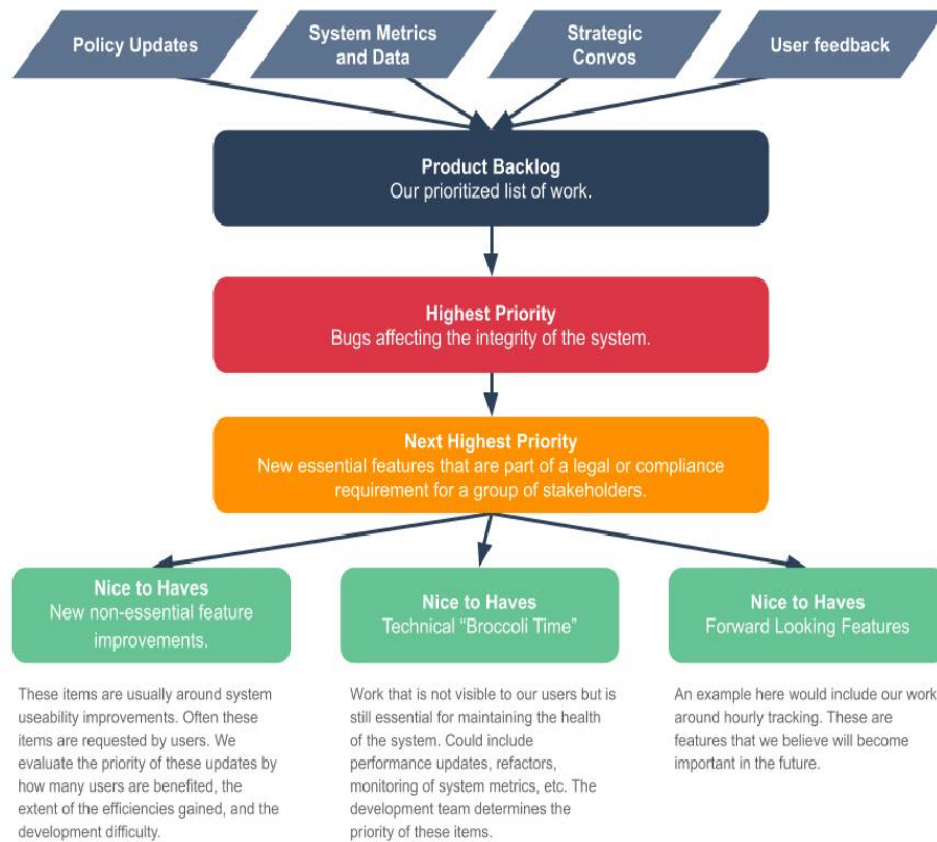 Policy Updates
System Metrics
and Data
Strategic
Convos
User feedback
Product Backlog
Our prioritized list of work.
Highest Priority
Bugs affecting the integrity of the system.
Next Highest Priority
New essential features that are part of a legal or compliance
requirement for a group of stakeholders.
Nice to Haves
New non-essential feature
improvements.
Nice to Haves
Technical “Broccoli Time”
Nice to Haves
Forward Looking Features
These items are usually around system
useability improvements. Often these
items are requested by users. We
evaluate the priority of these updates by
how many users are benefited, the
extent of the efficiencies gained, and the
development difficulty.
Work that is not visible to our users but is
still essential for maintaining the health
of the system. Could include
performance updates, refactors,
monitoring of system metrics, etc. The
development team determines the
priority of these items.
An example here would include our work
around hourly tracking. These are
features that we believe will become
important in the future.